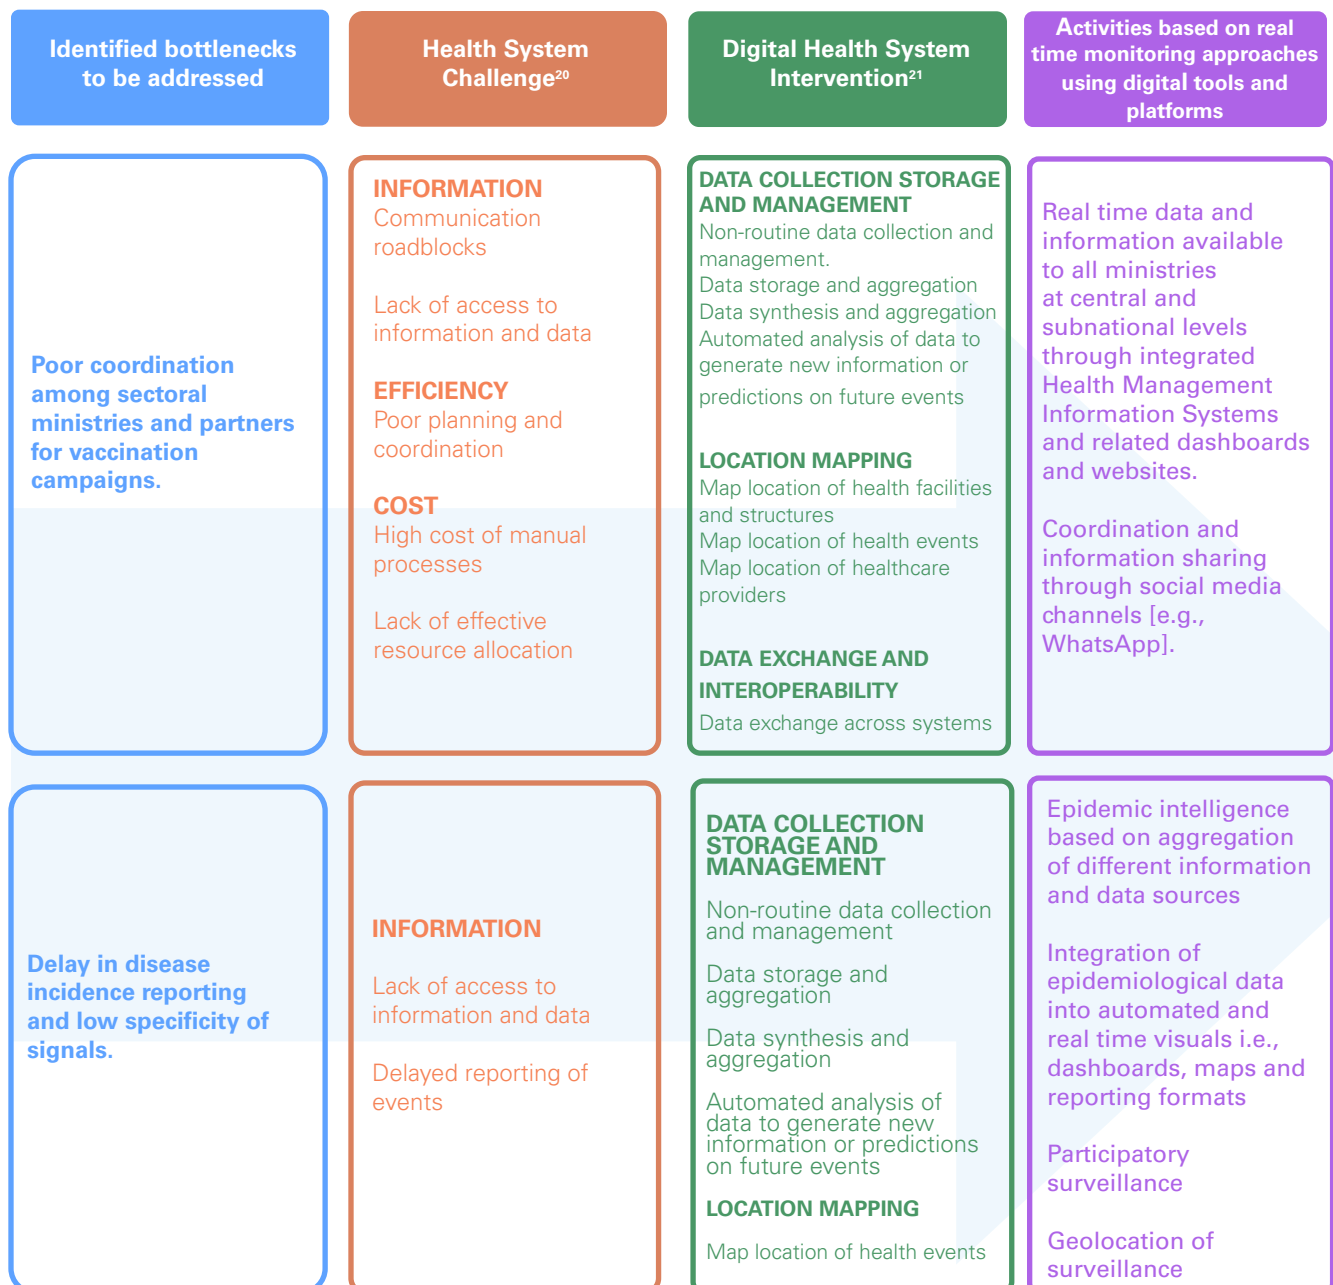 Identified bottlenecks
to be addressed
Health System
Challenge20
Digital Health System
Intervention21
Activities based on real
time monitoring approaches
using digital tools and
platforms
Poor coordination
among sectoral
ministries and partners
for vaccination
campaigns.
INFORMATION
Communication
roadblocks
Lack of access to
information and data
EFFICIENCY
Poor planning and
coordination
COST
High cost of manual
processes
Lack of effective
resource allocation
DATA COLLECTION STORAGE
AND MANAGEMENT
Non-routine data collection and
management.
Data storage and aggregation
Data synthesis and aggregation
Automated analysis of data to
generate new information or
predictions on future events
LOCATION MAPPING
Map location of health facilities
and structures
Map location of health events
Map location of healthcare
providers
DATA EXCHANGE AND
INTEROPERABILITY
Data exchange across systems
Real time data and
information available
to all ministries
at central and
subnational levels
through integrated
Health Management
Information Systems
and related dashboards
and websites.
Coordination and
information sharing
through social media
channels [e.g.,
WhatsApp].
Delay in disease
incidence reporting
and low specificity of
signals.
INFORMATION
Lack of access to
information and data
Delayed reporting of
events
DATA COLLECTION
STORAGE AND
MANAGEMENT
Non-routine data collection
and management
Data storage and
aggregation
Data synthesis and
aggregation
Automated analysis of
data to generate new
information or predictions
on future events
LOCATION MAPPING
Map location of health events
Epidemic intelligence
based on aggregation
of different information
and data sources
Integration of
epidemiological data
into automated and
real time visuals i.e.,
dashboards, maps and
reporting formats
Participatory
surveillance
Geolocation of
surveillance